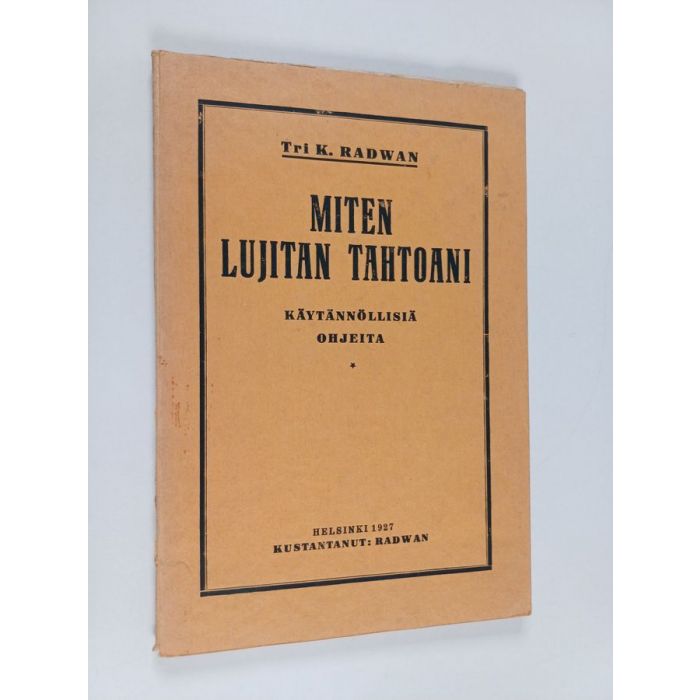 Tri K. RADWAN
MITEN
LUJITAN TAHTOANI
KÄYTÄNNÖLLISIÄ
OHJEITA
HELSINKI 1927
KUSTANTANUT: RADWAN